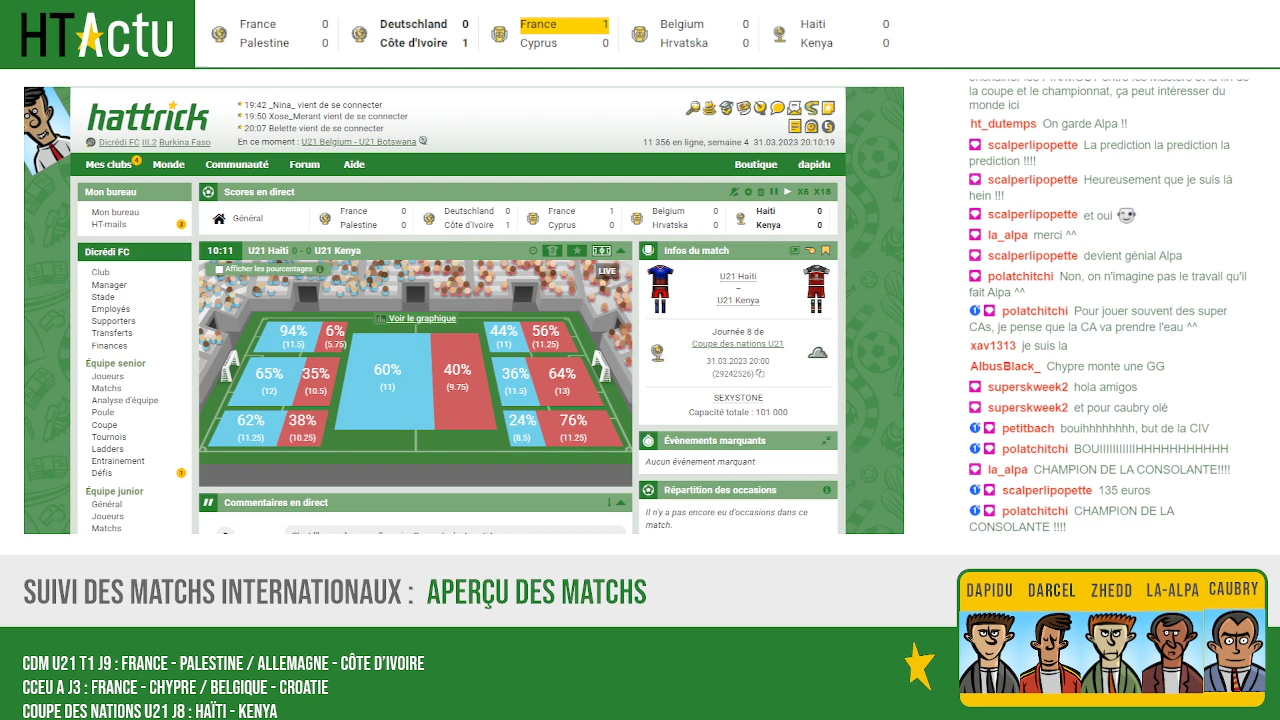 HTActu
France 0
Palestine 0
Deutschland 0
Côte d'Ivoire 1
France 1
Cyprus 0
Belgium 0
Hrvatska 0
Haiti 0
Kenya 0
hattrick
Dicrédi FC III.2 Burkina Faso
19:42 _Nina_ vient de se connecter
19:50 Xose_Merant vient de se connecter
20:07 Belette vient de se connecter
En ce moment : U21 Belgium - U21 Botswana
11 356 en ligne, semaine 4 31.03.2023 20:10:19
Mes clubs 4 Monde Communauté Forum Aide Boutique dapidu
Mon bureau
Mon bureau
HT-mails 3
Dicrédi FC
Club
Manager
Stade
Employés
Supporters
Transferts
Finances
Équipe senior
Joueurs
Matchs
Analyse d'équipe
Poule
Coupe
Tournois
Ladders
Entrainement
Défis 1
Équipe junior
Général
Joueurs
Matchs
Scores en direct X6 X18
Général
France 0
Palestine 0
Deutschland 0
Côte d'Ivoire 1
France 1
Cyprus 0
Belgium 0
Hrvatska 0
Haiti 0
Kenya 0
10:11 U21 Haiti 0 - 0 U21 Kenya
Afficher les pourcentages
LIVE
Voir le graphique
94% 6% 44% 56%
(11.5) (5.75) (11) (11.25)
60% 40%
(11) (9.75)
65% 35% 36% 64%
(12) (10.5) (11.5) (13)
62% 38% 24% 76%
(11.25) (10.25) (8.5) (11.25)
Commentaires en direct
Infos du match
U21 Haiti
–
U21 Kenya
Journée 8 de
Coupe des nations U21
31.03.2023 20:00
(29242526)
SEXYSTONE
Capacité totale : 101 000
Évènements marquants
Aucun évènement marquant
Répartition des occasions
Il n'y a pas encore eu d'occasions dans ce
match.
la coupe et le championnat, ça peut intéresser du
monde ici
ht_dutemps On garde Alpa !!
scalperlipopette La prediction la prediction la
prediction !!!!
scalperlipopette Heureusement que je suis là
hein !!!
scalperlipopette et oui
la_alpa merci ^^
scalperlipopette devient génial Alpa
polatchitchi Non, on n'imagine pas le travail qu'il
fait Alpa ^^
polatchitchi Pour jouer souvent des super
CAs, je pense que la CA va prendre l'eau ^^
xav1313 je suis la
AlbusBlack_ Chypre monte une GG
superskweek2 hola amigos
superskweek2 et pour caubry olé
petitbach bouihhhhhhhh, but de la CIV
polatchitchi BOUIIIIIIIIIIIHHHHHHHHHHH
la_alpa CHAMPION DE LA CONSOLANTE!!!!
scalperlipopette 135 euros
polatchitchi CHAMPION DE LA
CONSOLANTE !!!!
SUIVI DES MATCHS INTERNATIONAUX : APERÇU DES MATCHS
DAPIDU DARCEL ZHEDD LA-ALPA CAUBRY
CDM U21 T1 J9 : FRANCE - PALESTINE / ALLEMAGNE - CÔTE D'IVOIRE
CCEU A J3 : FRANCE - CHYPRE / BELGIQUE - CROATIE
COUPE DES NATIONS U21 J8 : HAÏTI - KENYA